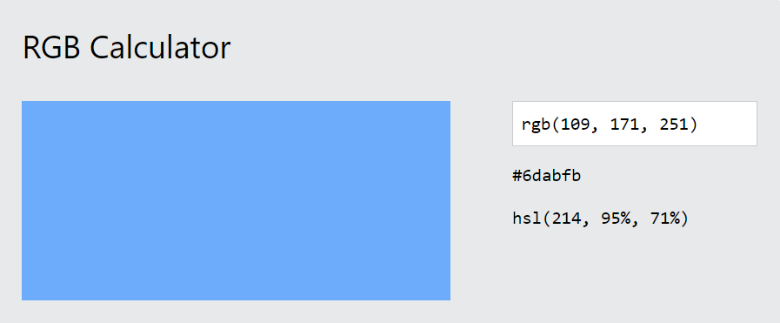 RGB Calculator
rgb(109, 171, 251)
#6dabfb
hsl(214, 95%, 71%)